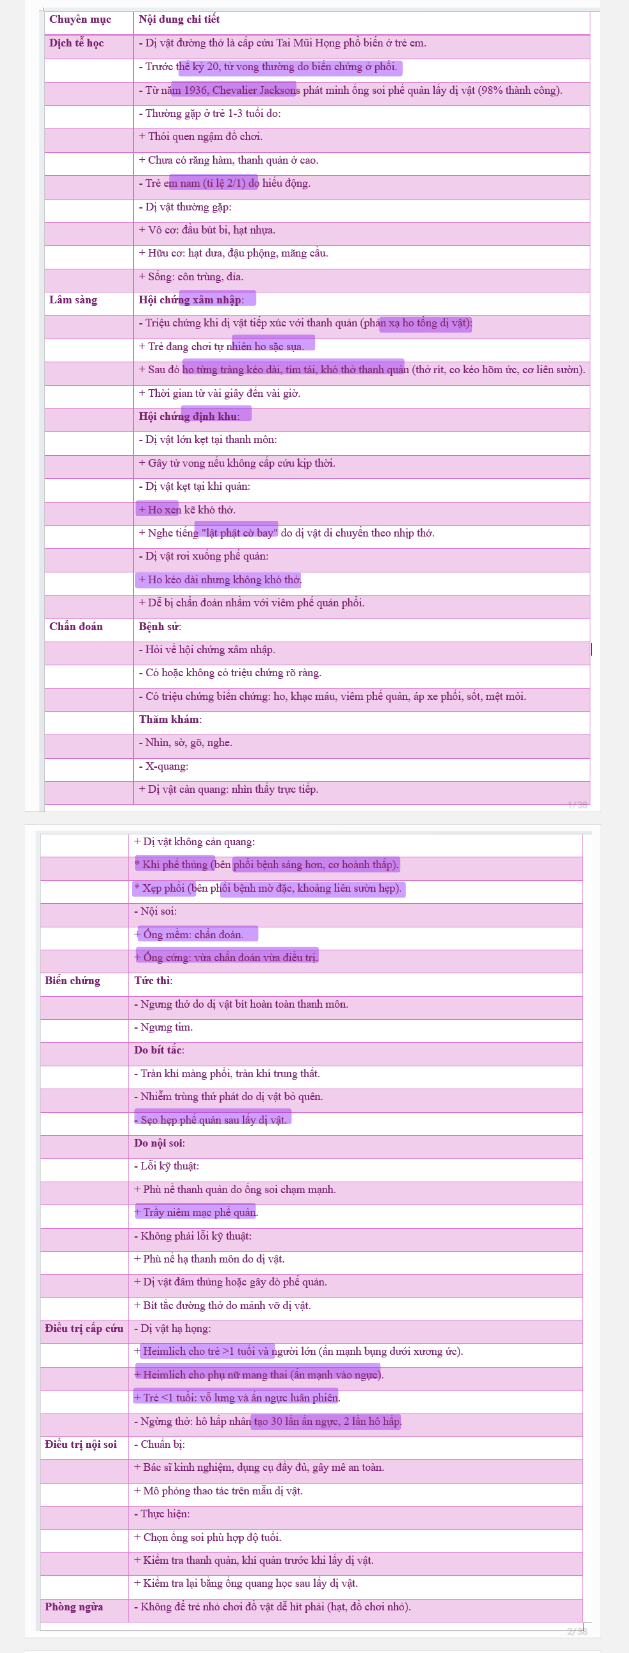 Chuyên mục Nội dung chi tiết
Dịch tễ học - Dị vật đường thở là cấp cứu Tai Mũi Họng phổ biến ở trẻ em.
- Trước thế kỷ 20, tử vong thường do biến chứng ở phổi.
- Từ năm 1936, Chevalier Jacksons phát minh ống soi phế quản lấy dị vật (98% thành công).
- Thường gặp ở trẻ 1-3 tuổi do:
+ Thói quen ngậm đồ chơi.
+ Chưa có răng hàm, thanh quản ở cao.
- Trẻ em nam (tỉ lệ 2/1) do hiếu động.
- Dị vật thường gặp:
+ Vô cơ: đầu bút bi, hạt nhựa.
+ Hữu cơ: hạt dưa, đậu phộng, mãng cầu.
+ Sống: côn trùng, đỉa.
Lâm sàng Hội chứng xâm nhập:
- Triệu chứng khi dị vật tiếp xúc với thanh quản (phản xạ ho tống dị vật):
+ Trẻ đang chơi tự nhiên ho sặc sụa.
+ Sau đó ho từng tràng kéo dài, tím tái, khó thở thanh quản (thở rít, co kéo hõm ức, cơ liên sườn).
+ Thời gian từ vài giây đến vài giờ.
Hội chứng định khu:
- Dị vật lớn kẹt tại thanh môn:
+ Gây tử vong nếu không cấp cứu kịp thời.
- Dị vật kẹt tại khí quản:
+ Ho xen kẽ khó thở.
+ Nghe tiếng "lật phật cờ bay" do dị vật di chuyển theo nhịp thở.
- Dị vật rơi xuống phế quản:
+ Ho kéo dài nhưng không khó thở.
+ Dễ bị chẩn đoán nhầm với viêm phế quản phổi.
Chẩn đoán Bệnh sử:
- Hỏi về hội chứng xâm nhập.
- Có hoặc không có triệu chứng rõ ràng.
- Có triệu chứng biến chứng: ho, khạc máu, viêm phế quản, áp xe phổi, sốt, mệt mỏi.
Thăm khám:
- Nhìn, sờ, gõ, nghe.
- X-quang:
+ Dị vật cản quang: nhìn thấy trực tiếp.
1/38
+ Dị vật không cản quang:
* Khí phế thũng (bên phổi bệnh sáng hơn, cơ hoành thấp).
* Xẹp phổi (bên phổi bệnh mờ đặc, khoảng liên sườn hẹp).
- Nội soi:
+ Ống mềm: chẩn đoán.
+ Ống cứng: vừa chẩn đoán vừa điều trị.
Biến chứng Tức thì:
- Ngưng thở do dị vật bít hoàn toàn thanh môn.
- Ngưng tim.
Do bít tắc:
- Tràn khí màng phổi, tràn khí trung thất.
- Nhiễm trùng thứ phát do dị vật bỏ quên.
- Sẹo hẹp phế quản sau lấy dị vật.
Do nội soi:
- Lỗi kỹ thuật:
+ Phù nề thanh quản do ống soi chạm mạnh.
+ Trầy niêm mạc phế quản.
- Không phải lỗi kỹ thuật:
+ Phù nề hạ thanh môn do dị vật.
+ Dị vật đâm thủng hoặc gây dò phế quản.
+ Bít tắc đường thở do mảnh vỡ dị vật.
Điều trị cấp cứu - Dị vật hạ họng:
+ Heimlich cho trẻ >1 tuổi và người lớn (ấn mạnh bụng dưới xương ức).
+ Heimlich cho phụ nữ mang thai (ấn mạnh vào ngực).
+ Trẻ <1 tuổi: vỗ lưng và ấn ngực luân phiên.
- Ngừng thở: hô hấp nhân tạo 30 lần ấn ngực, 2 lần hô hấp.
Điều trị nội soi - Chuẩn bị:
+ Bác sĩ kinh nghiệm, dụng cụ đầy đủ, gây mê an toàn.
+ Mô phỏng thao tác trên mẫu dị vật.
- Thực hiện:
+ Chọn ống soi phù hợp độ tuổi.
+ Kiểm tra thanh quản, khí quản trước khi lấy dị vật.
+ Kiểm tra lại bằng ống quang học sau lấy dị vật.
Phòng ngừa - Không để trẻ nhỏ chơi đồ vật dễ hít phải (hạt, đồ chơi nhỏ).
2/38